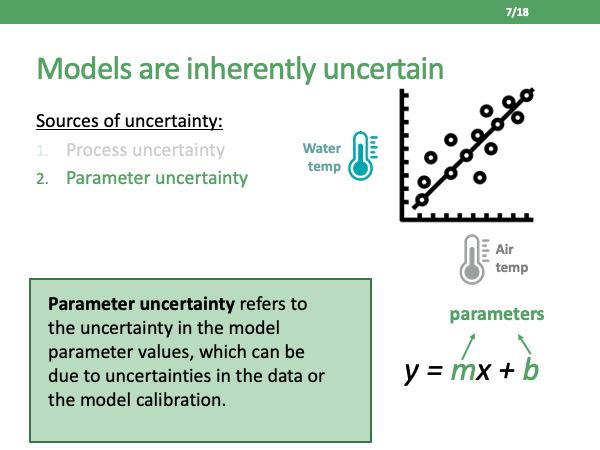 7/18
Models are inherently uncertain
Sources of uncertainty:
1. Process uncertainty
2. Parameter uncertainty
Water
temp
Air
temp
Parameter uncertainty refers to
the uncertainty in the model
parameter values, which can be
due to uncertainties in the data or
the model calibration.
parameters
y = mx + b